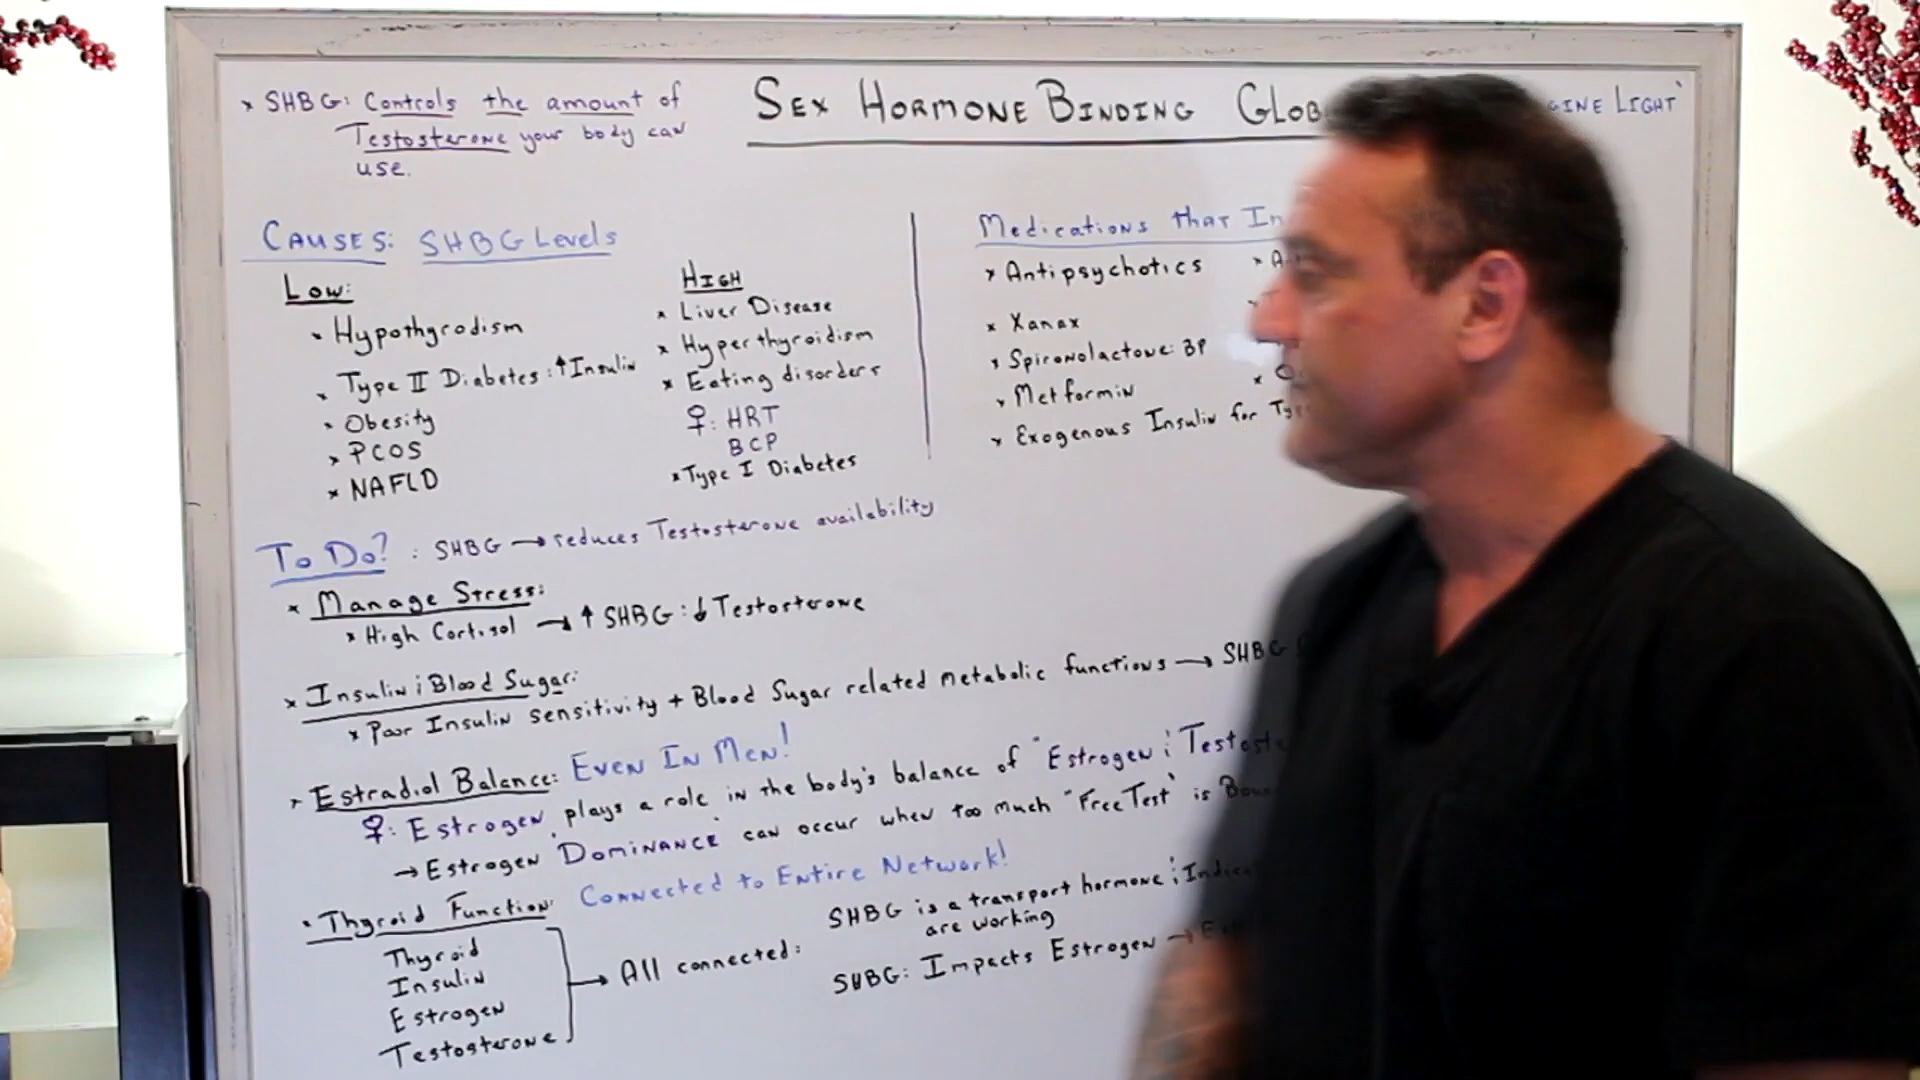 * SHBG: Controls the amount of
Testosterone your body can
use.
SEX HORMONE BINDING
GINE LIGHT"
CAUSES: SHBG Levels
LOW:
* Hypothyrodism
* Type II Diabetes: ↑Insulin
* Obesity
* PCOS
* NAFLD
HIGH
* Liver Disease
* Hyperthyroidism
* Eating disorders
♀: HRT
BCP
* Type I Diabetes
Medications that In
* Antipsychotics
* Xanax
* Spironolactone: BP
* Metformin
* Exogenous Insulin for
To Do? : SHBG → reduces Testosterone availability
* Manage Stress:
* High Cortisol → ↑ SHBG: ↓ Testosterone
* Insulin ; Blood Sugar:
* Poor Insulin sensitivity + Blood Sugar related metabolic functions → SHBG
* Estradiol Balance: EVEN IN MEN!
♀: Estrogen plays a role in the body's balance of "Estrogen ; Testoste
→ Estrogen "DOMINANCE" can occur when too much "Free Test" is
* Thyroid Function: Connected to Entire Network!
Thyroid
Insulin
Estrogen
Testosterone
→ All connected:
SHBG is a transport hormone ; Indica
are working
SHBG: Impacts Estrogen →